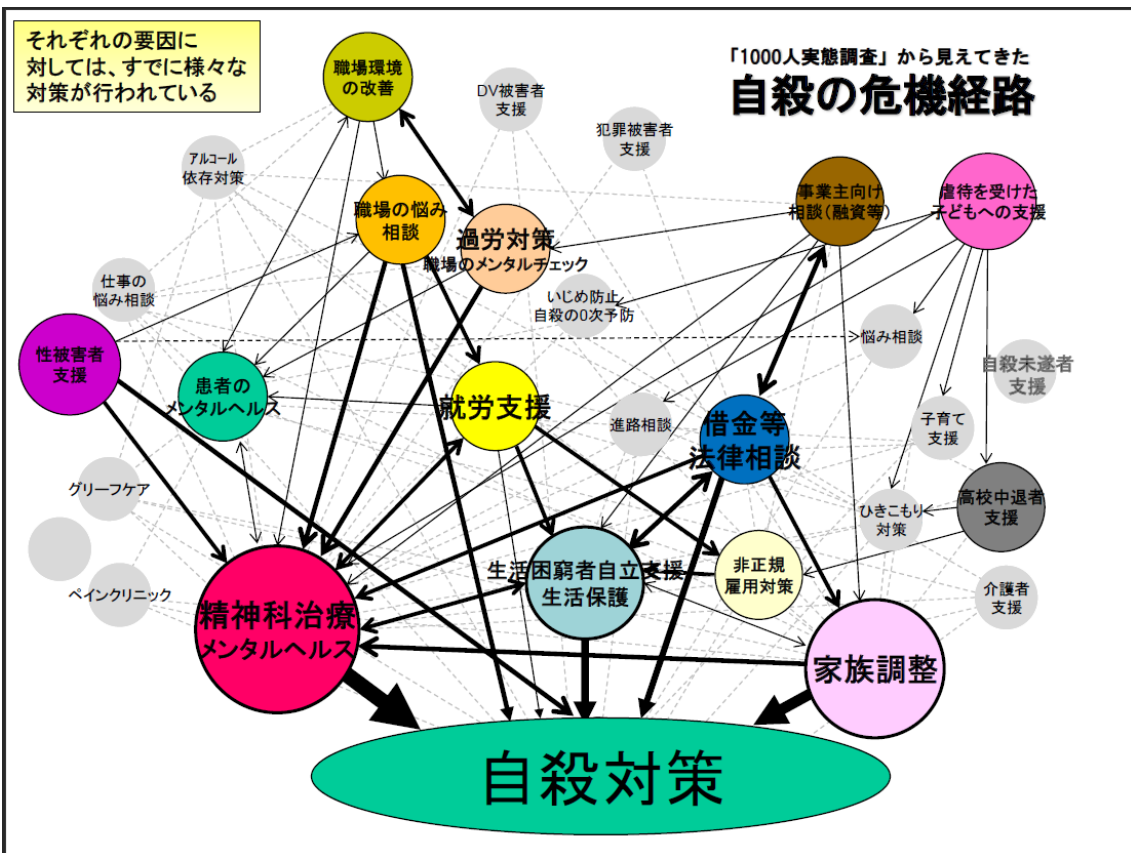 それぞれの要因に
対しては、すでに様々な
対策が行われている
「1000人実態調査」から見えてきた
自殺の危機経路
職場環境
の改善
DV被害者
支援
犯罪被害者
支援
アルコール
依存対策
職場の悩み
相談
過労対策
職場のメンタルチェック
事業主向け
相談(融資等)
虐待を受けた
子どもへの支援
仕事の
悩み相談
いじめ防止
自殺の0次予防
悩み相談
性被害者
支援
患者の
メンタルヘルス
就労支援
進路相談
借金等
法律相談
自殺未遂者
支援
子育て
支援
グリーフケア
ひきこもり
対策
高校中退者
支援
ペインクリニック
精神科治療
メンタルヘルス
生活困窮者自立支援
生活保護
非正規
雇用対策
介護者
支援
家族調整
自殺対策